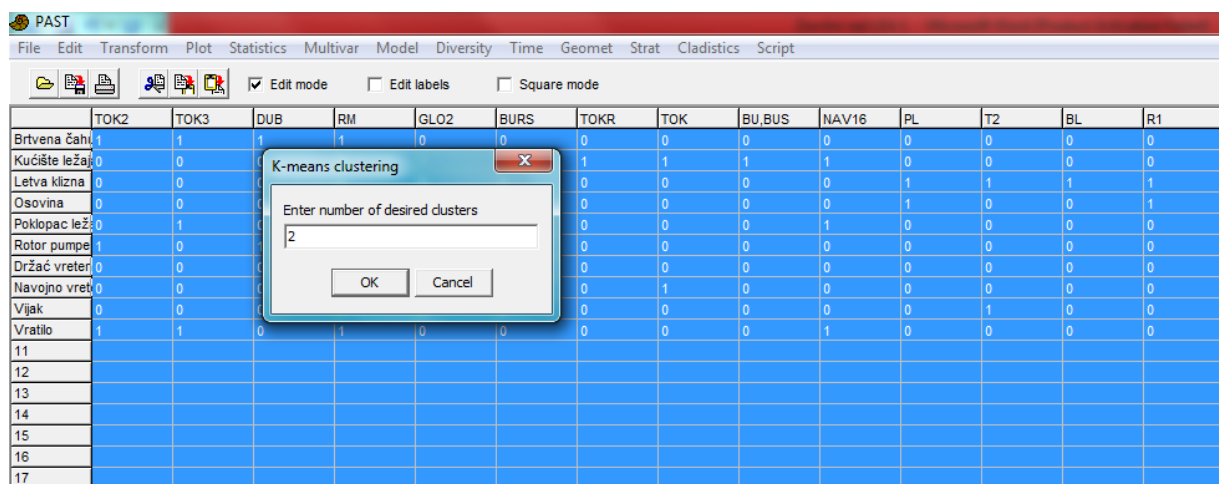 PAST
File Edit Transform Plot Statistics Multivar Model Diversity Time Geomet Strat Cladistics Script
Edit mode Edit labels Square mode
TOK2 TOK3 DUB RM GLO2 BURS TOKR TOK BU,BUS NAV16 PL T2 BL R1
Brtvena čahu 1 1 1 1 0 0 0 0 0 0 0 0 0 0
Kućište ležaja 0 0 1 1 1 1 0 0 0 0
Letva klizna 0 0 0 0 0 0 1 1 1 1
Osovina 0 0 0 0 0 0 1 0 0 1
Poklopac leža 0 1 0 0 0 1 0 0 0 0
Rotor pumpe 1 0 0 0 0 0 0 0 0 0
Držač vreten 0 0 0 0 0 0 0 0 0 0
Navojno vret 0 0 0 1 0 0 0 0 0 0
Vijak 0 0 0 0 0 0 0 1 0 0
Vratilo 1 1 0 1 0 0 0 0 0 1 0 0 0 0
11
12
13
14
15
16
17
K-means clustering
Enter number of desired clusters
2
OK Cancel